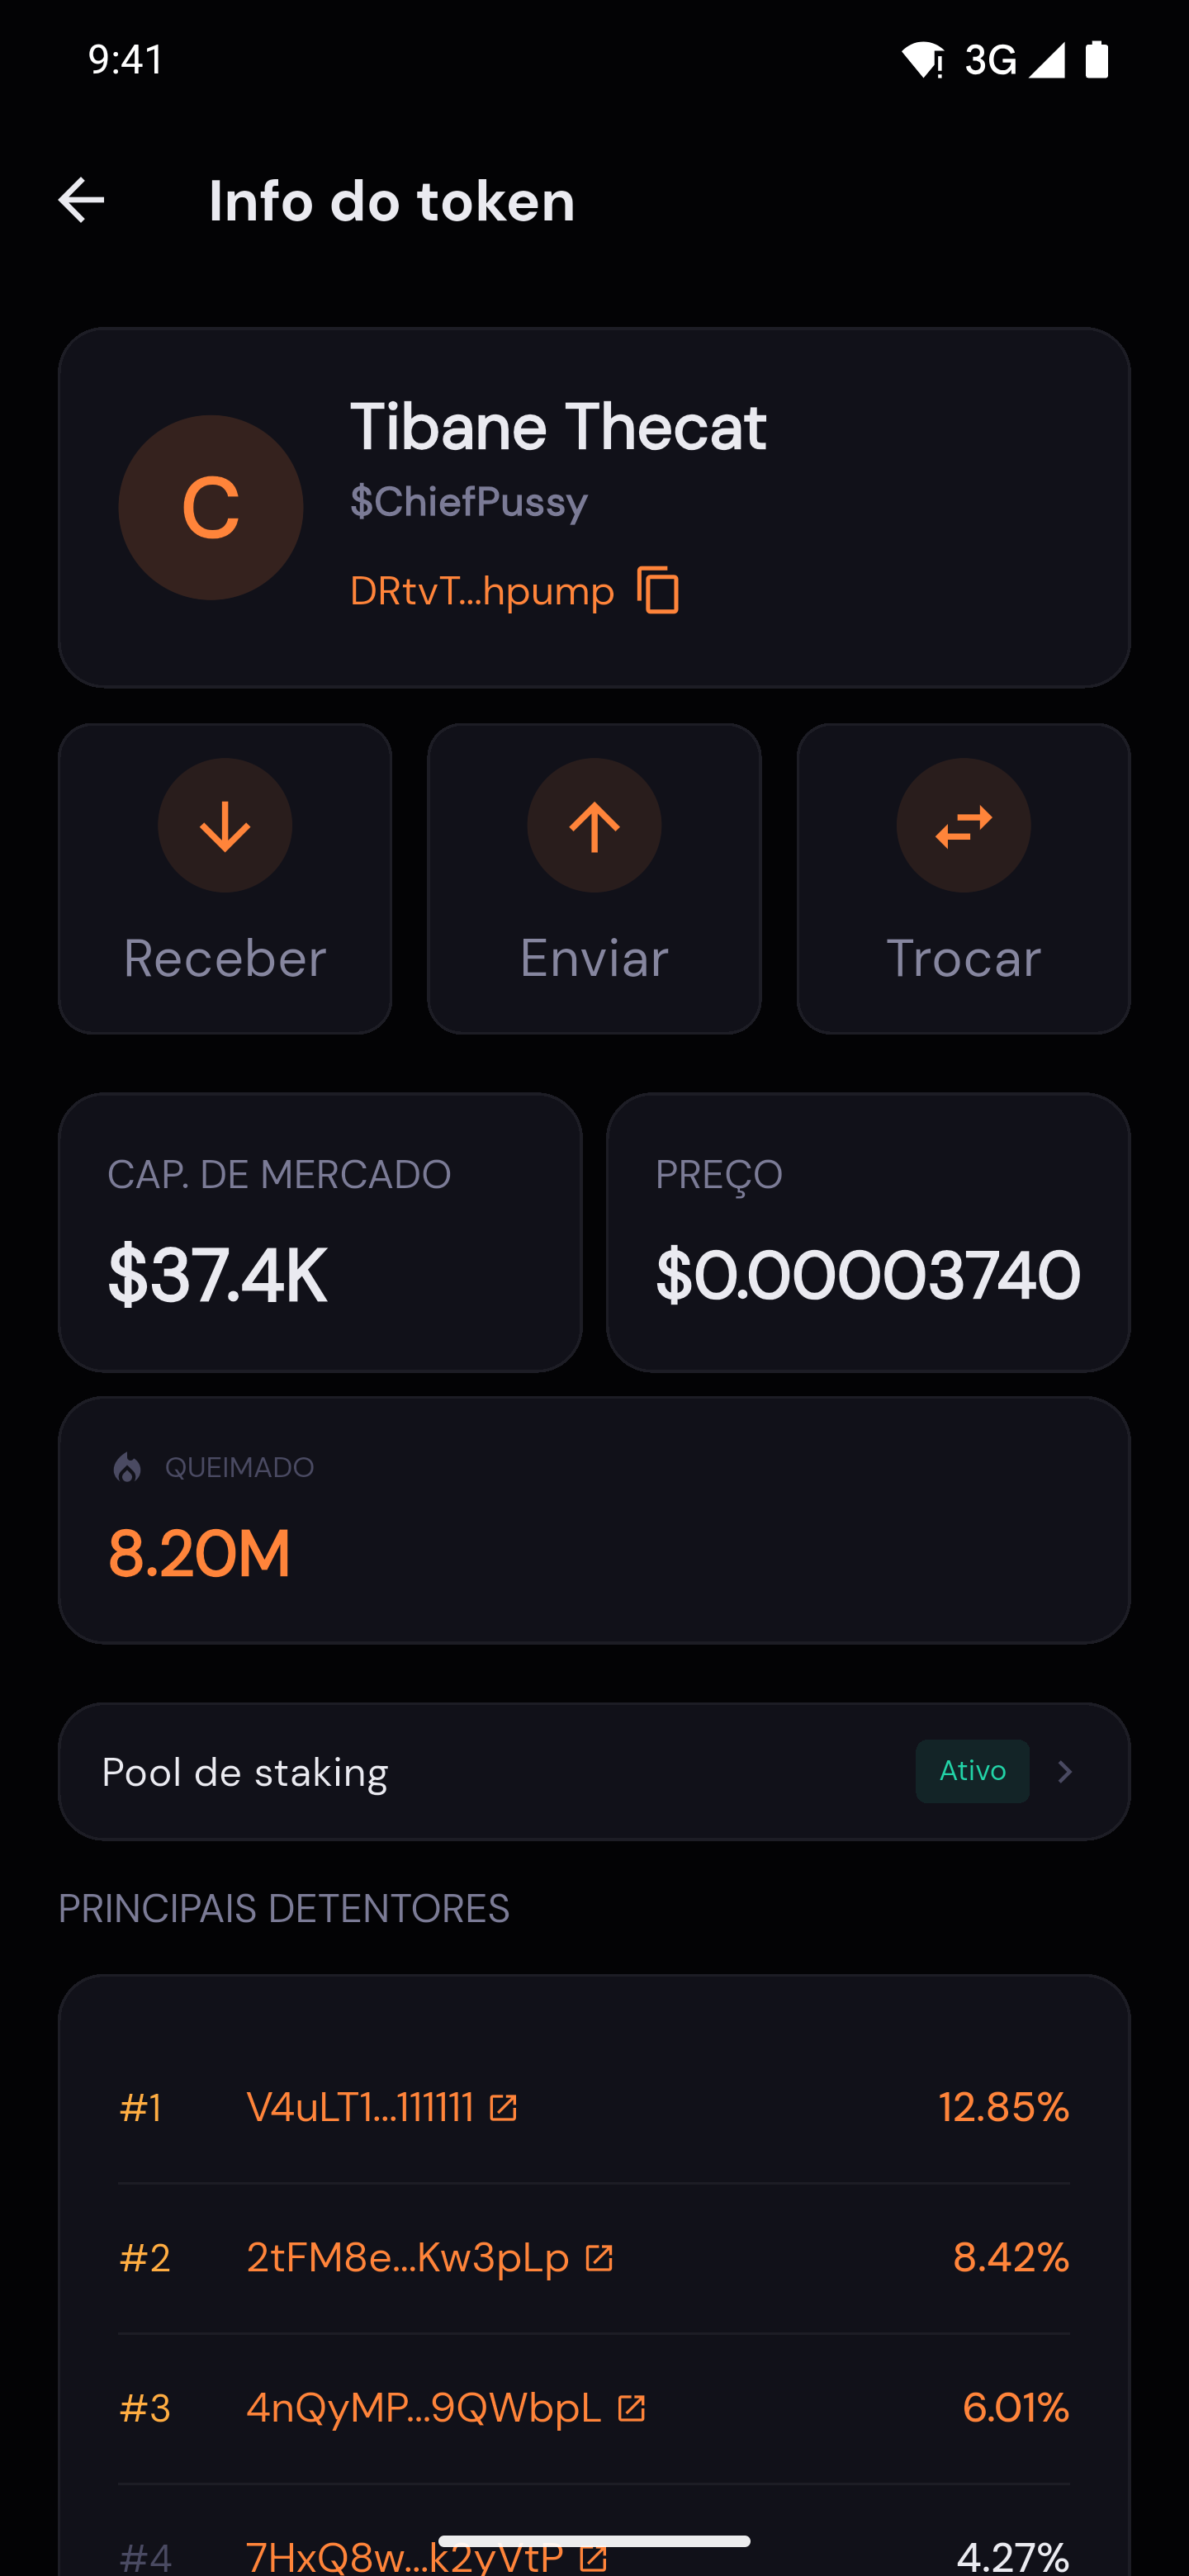 9:41
3G
Info do token
C
Tibane Thecat
$ChiefPussy
DRtvT...hpump
Receber
Enviar
Trocar
CAP. DE MERCADO
$37.4K
PREÇO
$0.00003740
QUEIMADO
8.20M
Pool de staking
Ativo
PRINCIPAIS DETENTORES
#1 V4uLT1...111111 12.85%
#2 2tFM8e...Kw3pLp 8.42%
#3 4nQyMP...9QWbpL 6.01%
#4 7HxQ8w...k2yVtP 4.27%